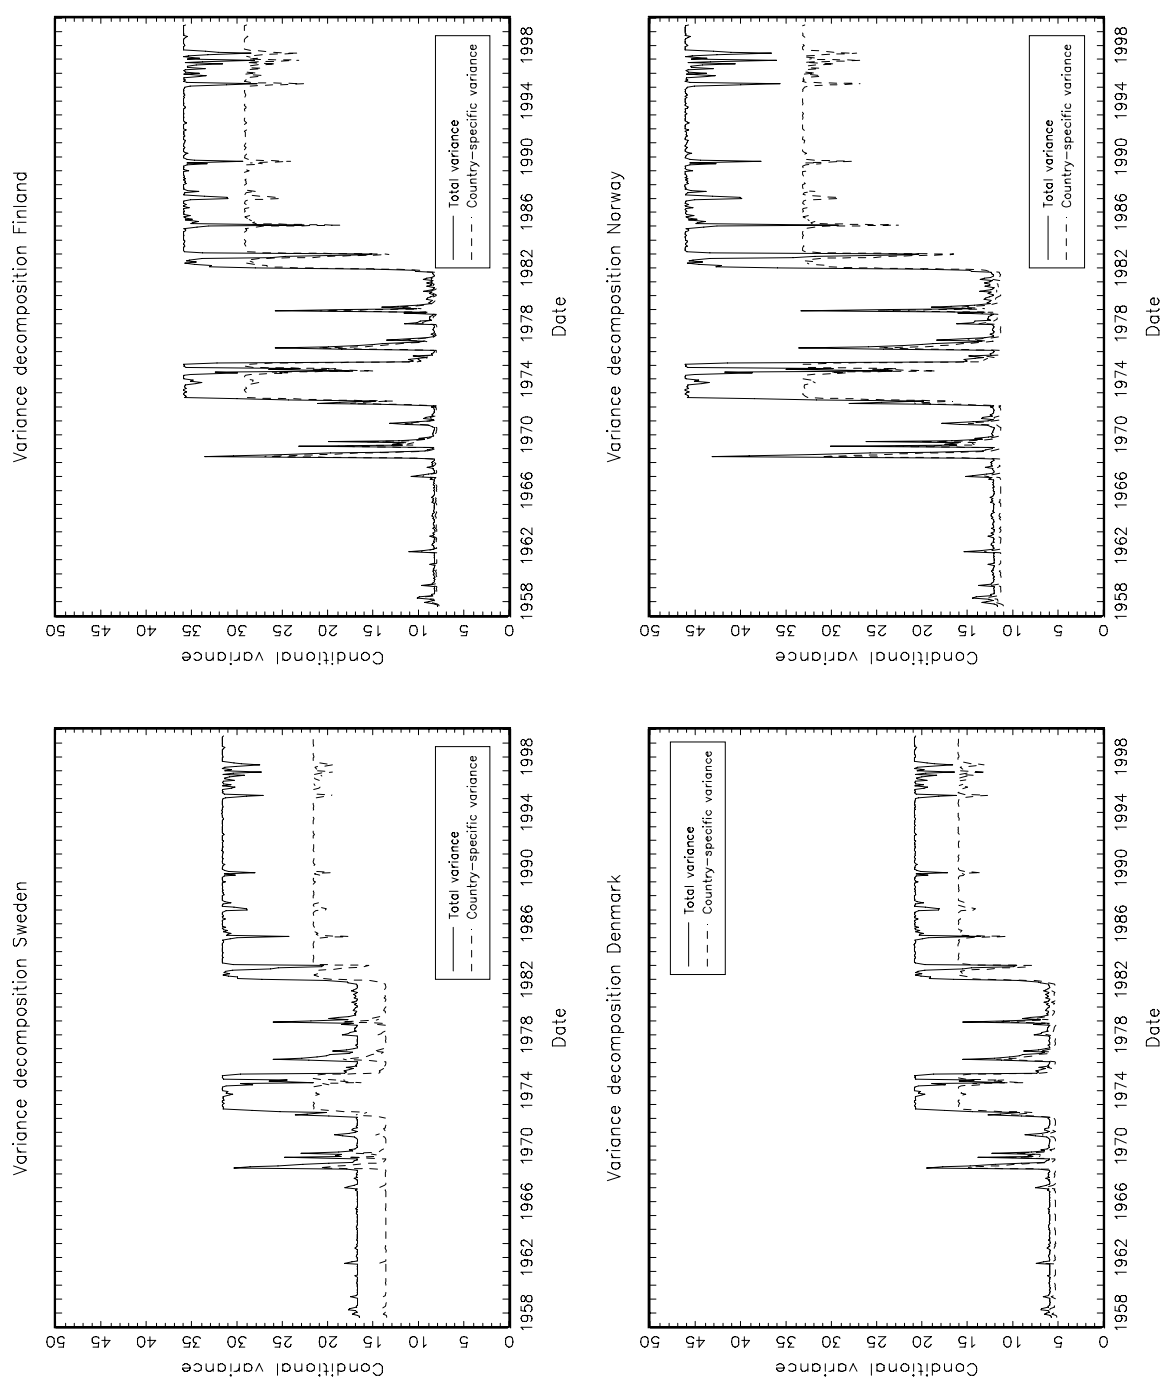 Variance decomposition Sweden
Conditional variance
50
45
40
35
30
25
20
15
10
5
0
Total variance
Country-specific variance
1958 1962 1966 1970 1974 1978 1982 1986 1990 1994 1998
Date
Variance decomposition Finland
Conditional variance
50
45
40
35
30
25
20
15
10
5
0
Total variance
Country-specific variance
1958 1962 1966 1970 1974 1978 1982 1986 1990 1994 1998
Date
Variance decomposition Denmark
Conditional variance
50
45
40
35
30
25
20
15
10
5
0
Total variance
Country-specific variance
1958 1962 1966 1970 1974 1978 1982 1986 1990 1994 1998
Date
Variance decomposition Norway
Conditional variance
50
45
40
35
30
25
20
15
10
5
0
Total variance
Country-specific variance
1958 1962 1966 1970 1974 1978 1982 1986 1990 1994 1998
Date